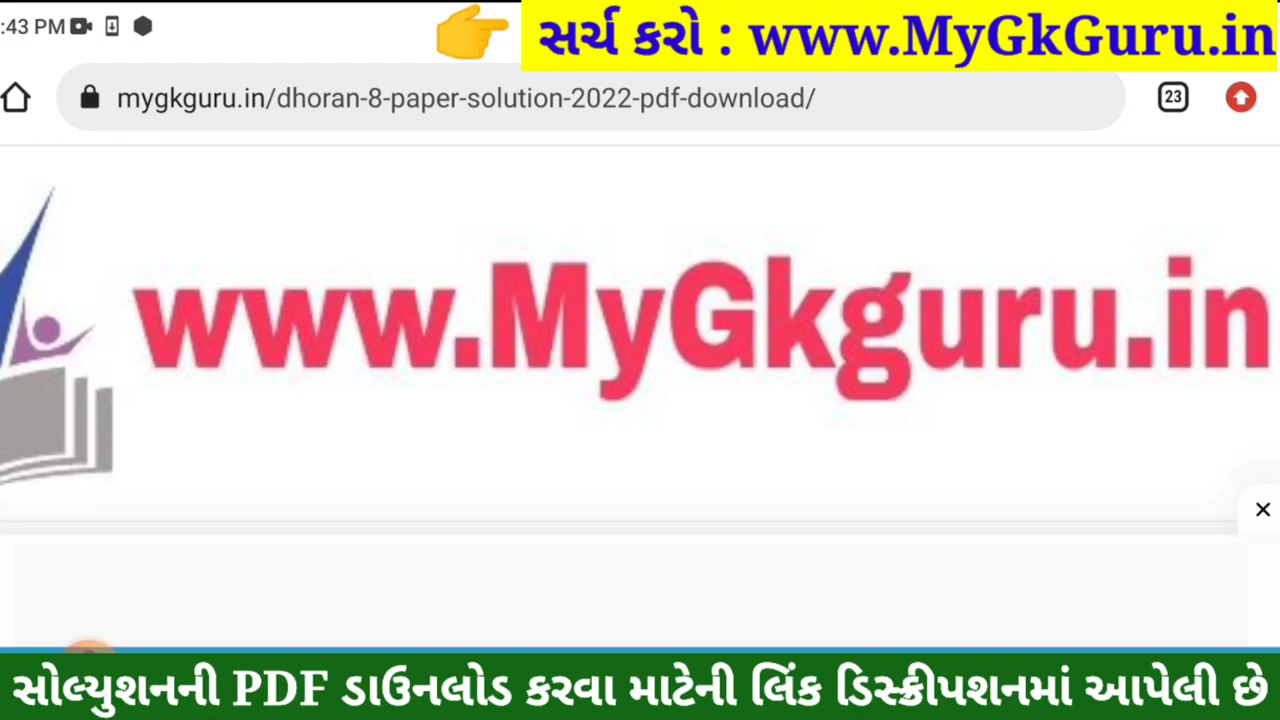 :43 PM
સર્ચ કરો : www.MyGkGuru.in
mygkguru.in/dhoran-8-paper-solution-2022-pdf-download/
23
www.MyGkguru.in
સોલ્યુશનની PDF ડાઉનલોડ કરવા માટેની લિંક ડિસ્ક્રીપશનમાં આપેલી છે